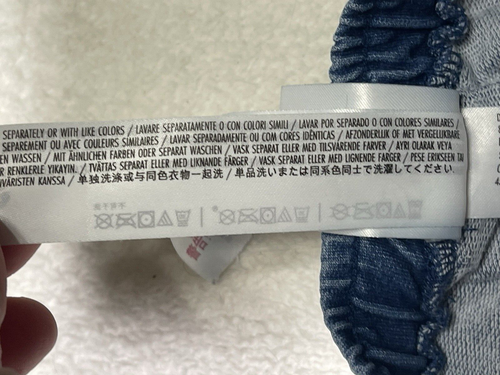 SEPARATELY OR WITH LIKE COLORS / LAVARE SEPARATAMENTE O CON COLORI SIMILI / LAVAR POR SEPARADO O CON COLORES SIMILARES /
SEPAREMENT OU AVEC COULEURS SIMILAIRES / LAVAR SEPARADAMENTE OU COM CORES IDÊNTICAS / AFZONDERLIJK OF MET VERGELIJKBARE
EN WASSEN / MIT ÄHNLICHEN FARBEN ODER SEPARAT WASCHEN / VASK SEPARAT ELLER MED TILSVARENDE FARVER / AYRI OLARAK VEYA
R RENKLERLE YIKAYIN. / TVÄTTAS SEPARAT ELLER MED LIKNANDE FÄRGER / VASK SEPARAT ELLER MED LIGNENDE FARGER / PESE ERIKSEEN TAI
NVÄRISTEN KANSSA / 单独洗涤或与同色衣物一起洗 / 単品洗いまたは同系色同士で洗濯してください.